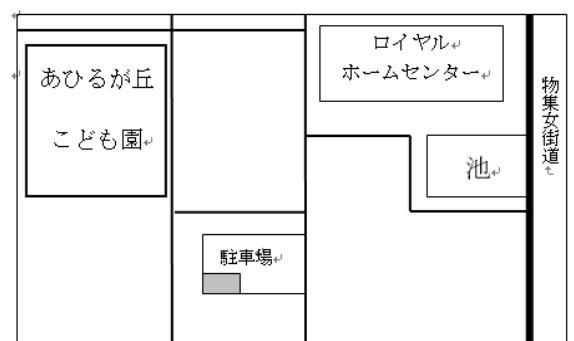 あひるが丘
こども園
ロイヤル
ホームセンター
池
物集女街道
駐車場